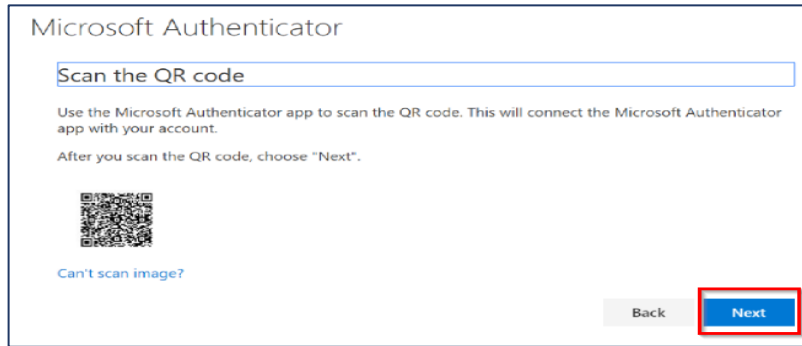 Microsoft Authenticator
Scan the QR code
Use the Microsoft Authenticator app to scan the QR code. This will connect the Microsoft Authenticator
app with your account.
After you scan the QR code, choose "Next".
Can't scan image?
Back
Next